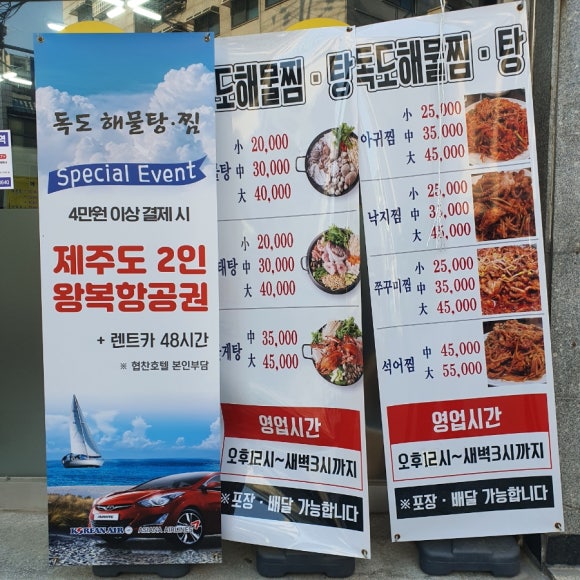 독도 해물탕·찜
Special Event
4만원 이상 결제 시
제주도 2인
왕복항공권
+ 렌트카 48시간
※ 협찬호텔 본인부담
KOREAN AIR
ASIANA AIRLINES
도해물찜·탕
小 20,000
물탕 中 30,000
大 40,000
小 20,000
태탕 中 30,000
大 40,000
게탕 中 35,000
大 45,000
영업시간
오후12시~새벽3시까지
※포장·배달 가능합니다
독도해물찜·탕
小 25,000
아귀찜 中 35,000
大 45,000
小 25,000
낙지찜 中 35,000
大 45,000
小 25,000
쭈꾸미찜 中 35,000
大 45,000
석어찜 中 45,000
大 55,000
영업시간
오후12시~새벽3시까지
※포장·배달 가능합니다